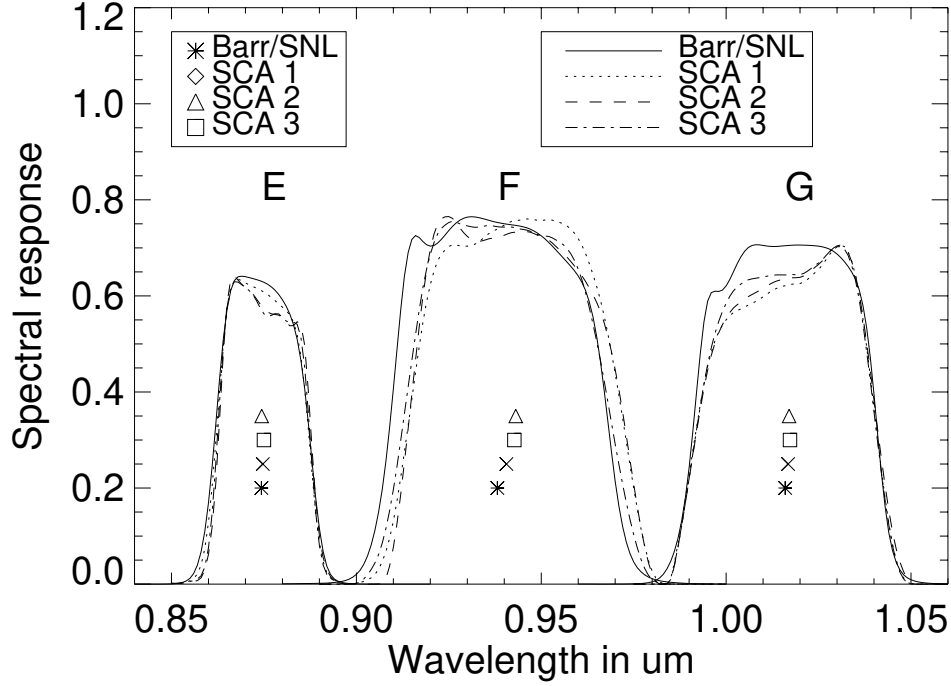 1.2
1.0
0.8
0.6
0.4
0.2
0.0
Spectral response
Barr/SNL
SCA 1
SCA 2
SCA 3
Barr/SNL
SCA 1
SCA 2
SCA 3
E
F
G
0.85
0.90
0.95
1.00
1.05
Wavelength in um